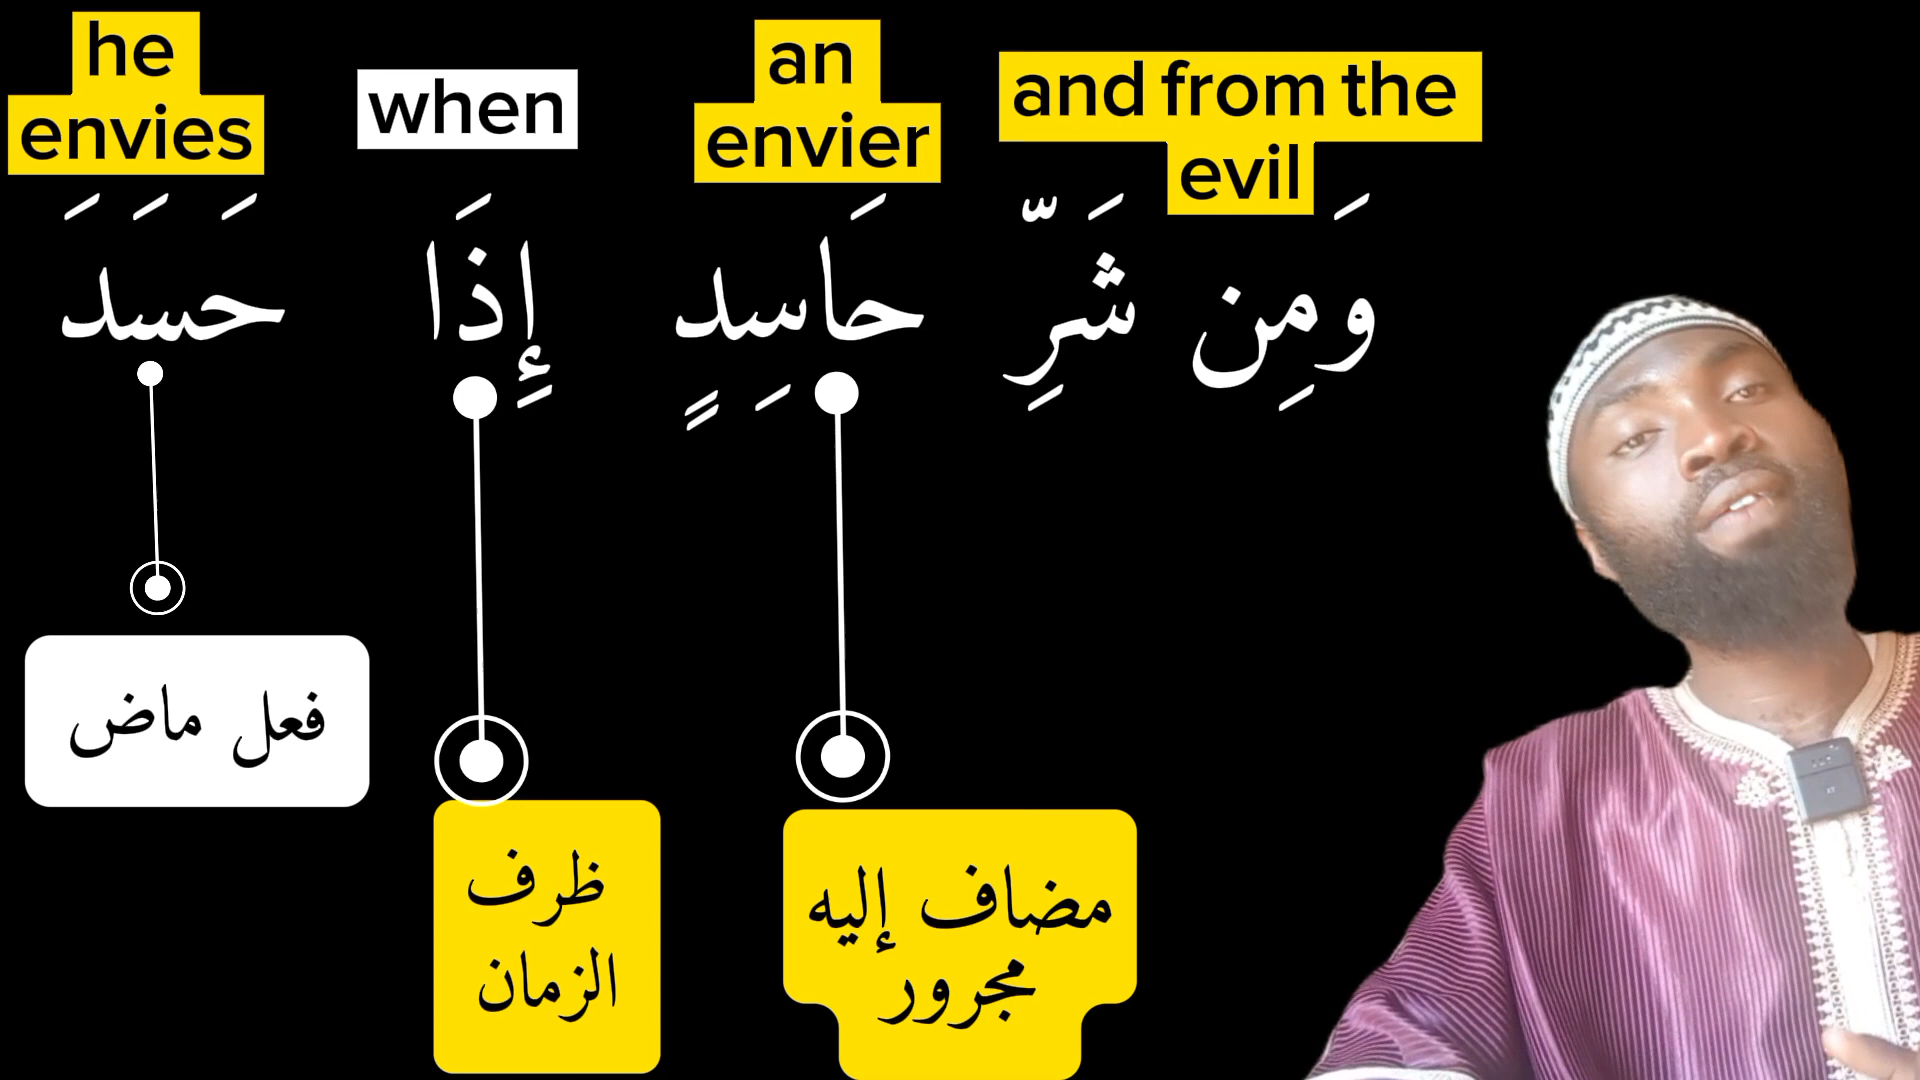 he
envies
when
an
envier
and from the
evil
وَمِن شَرِّ حَاسِدٍ إِذَا حَسَدَ
فعل ماض
ظرف
الزمان
مضاف إليه
مجرور